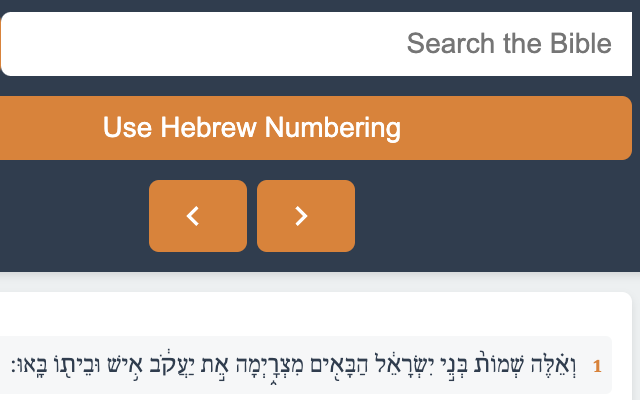 Search the Bible
Use Hebrew Numbering
1 וְאֵ֗לֶּה שְׁמוֹת֙ בְּנֵ֣י יִשְׂרָאֵ֔ל הַבָּאִ֖ים מִצְרָ֑יְמָה אֵ֣ת יַעֲקֹ֔ב אִ֥ישׁ וּבֵית֖וֹ בָּֽאוּ׃